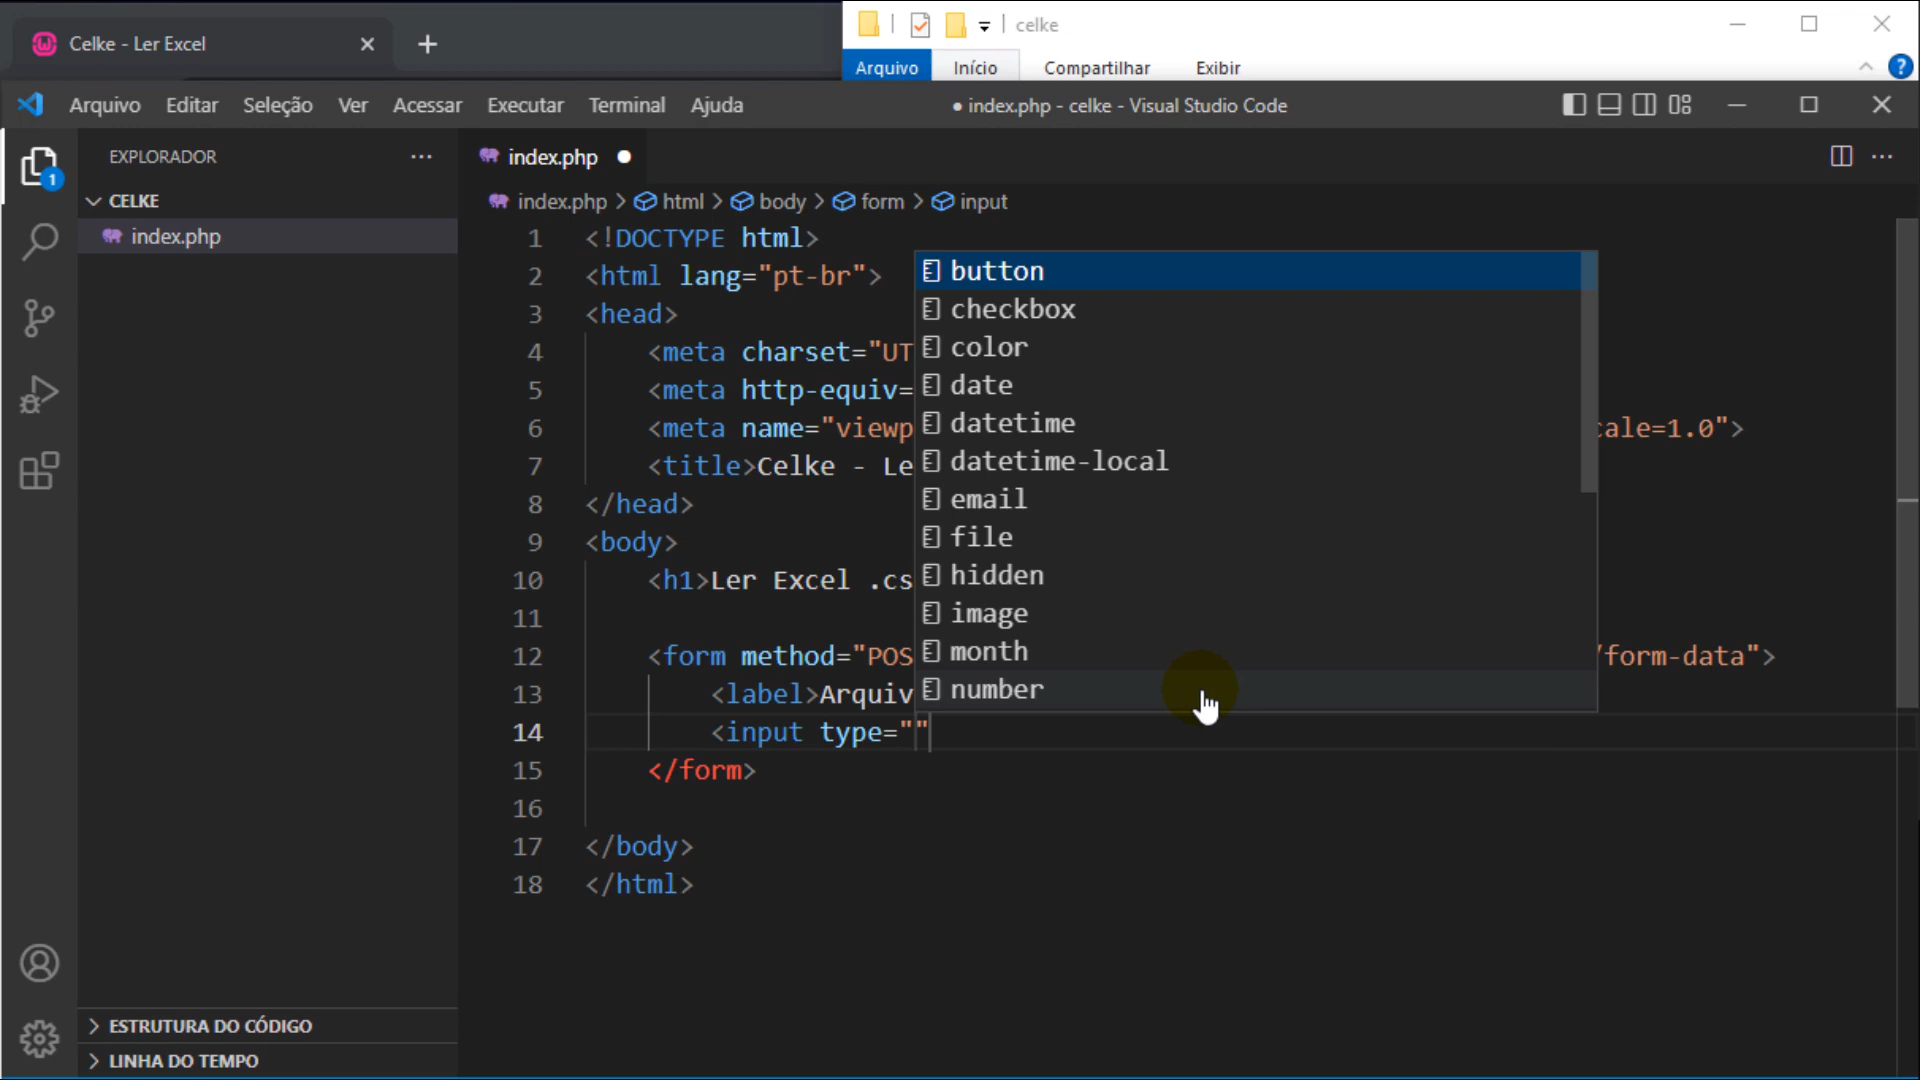 Celke - Ler Excel
celke
Arquivo Início Compartilhar Exibir
Arquivo Editar Seleção Ver Acessar Executar Terminal Ajuda
● index.php - celke - Visual Studio Code
EXPLORADOR
1
CELKE
index.php
ESTRUTURA DO CÓDIGO
LINHA DO TEMPO
index.php
index.php > html > body > form > input
1 <!DOCTYPE html>
2 <html lang="pt-br">
3 <head>
4 <meta charset="UT
5 <meta http-equiv=
6 <meta name="viewp cale=1.0">
7 <title>Celke - Le
8 </head>
9 <body>
10 <h1>Ler Excel .cs
11
12 <form method="POS /form-data">
13 <label>Arquiv
14 <input type=""
15 </form>
16
17 </body>
18 </html>
button
checkbox
color
date
datetime
datetime-local
email
file
hidden
image
month
number